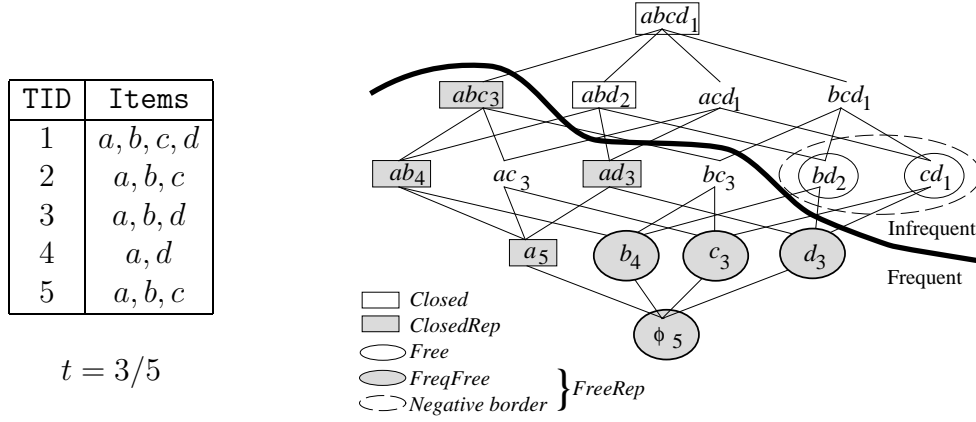 TID Items
1 a, b, c, d
2 a, b, c
3 a, b, d
4 a, d
5 a, b, c
t = 3/5
abcd1
abc3 abd2 acd1 bcd1
ab4 ac3 ad3 bc3 bd2 cd1
Infrequent
a5 b4 c3 d3
Frequent
ϕ5
Closed
ClosedRep
Free
FreqFree
Negative border
} FreeRep